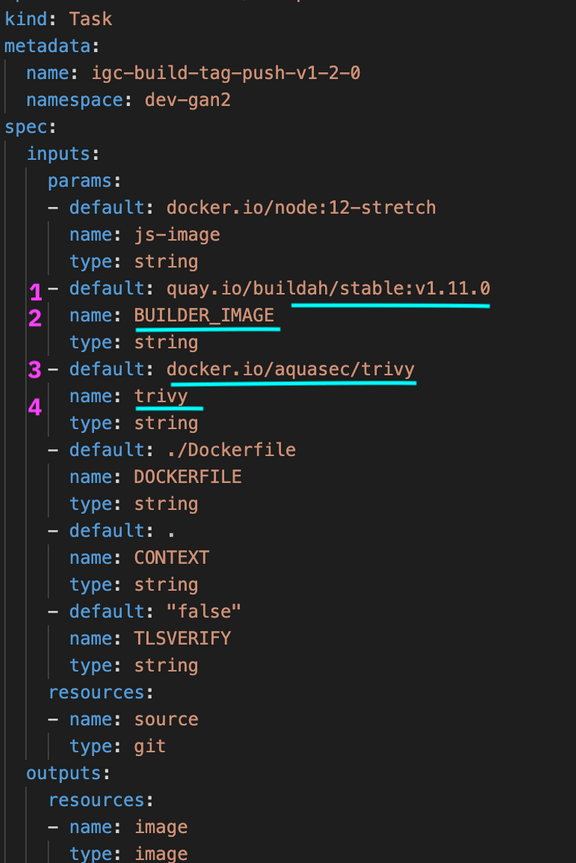 kind: Task
metadata:
name: igc-build-tag-push-v1-2-0
namespace: dev-gan2
spec:
inputs:
params:
- default: docker.io/node:12-stretch
name: js-image
type: string
1 - default: quay.io/buildah/stable:v1.11.0
2 name: BUILDER_IMAGE
type: string
3 - default: docker.io/aquasec/trivy
4 name: trivy
type: string
- default: ./Dockerfile
name: DOCKERFILE
type: string
- default: .
name: CONTEXT
type: string
- default: "false"
name: TLSVERIFY
type: string
resources:
- name: source
type: git
outputs:
resources:
- name: image
type: image